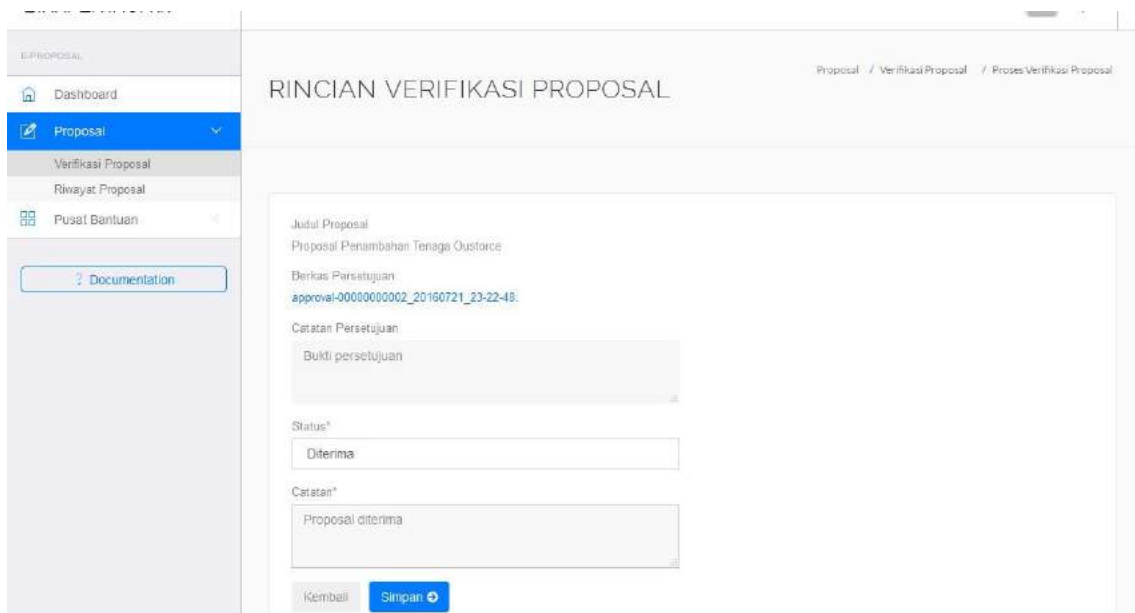 E-PROPOSAL
Dashboard
Proposal
Verifikasi Proposal
Riwayat Proposal
Pusat Bantuan
? Documentation
Proposal / Verifikasi Proposal / Proses Verifikasi Proposal
RINCIAN VERIFIKASI PROPOSAL
Judul Proposal
Proposal Penambahan Tenaga Oustorce
Berkas Persetujuan
approval-00000000002_20160721_23-22-48.
Catatan Persetujuan
Bukti persetujuan
Status*
Diterima
Catatan*
Proposal diterima
Kembali
Simpan